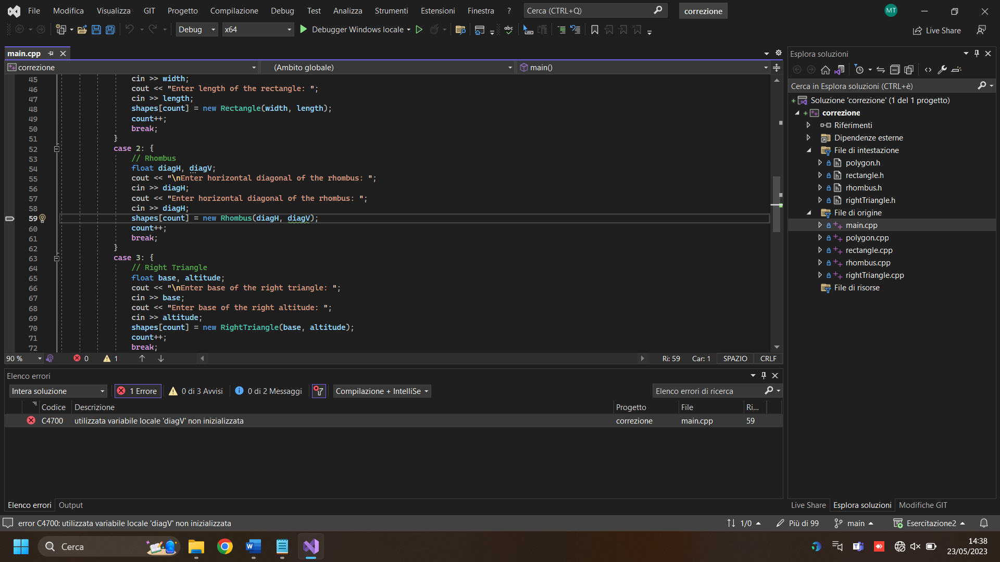 File Modifica Visualizza GIT Progetto Compilazione Debug Test Analizza Strumenti Estensioni Finestra ? Cerca (CTRL+Q) correzione MT
Debug x64 Debugger Windows locale abc Live Share
main.cpp
correzione (Ambito globale) main()
45 cin >> width;
46 cout << "Enter length of the rectangle: ";
47 cin >> length;
48 shapes[count] = new Rectangle(width, length);
49 count++;
50 break;
51 }
52 case 2: {
53 // Rhombus
54 float diagH, diagV;
55 cout << "\nEnter horizontal diagonal of the rhombus: ";
56 cin >> diagH;
57 cout << "Enter horizontal diagonal of the rhombus: ";
58 cin >> diagH;
59 shapes[count] = new Rhombus(diagH, diagV);
60 count++;
61 break;
62 }
63 case 3: {
64 // Right Triangle
65 float base, altitude;
66 cout << "\nEnter base of the right triangle: ";
67 cin >> base;
68 cout << "Enter base of the right altitude: ";
69 cin >> altitude;
70 shapes[count] = new RightTriangle(base, altitude);
71 count++;
72 break;
90 % 0 1 Ri: 59 Car: 1 SPAZIO CRLF
Esplora soluzioni
Cerca in Esplora soluzioni (CTRL+è)
Soluzione 'correzione' (1 del 1 progetto)
correzione
Riferimenti
Dipendenze esterne
File di intestazione
polygon.h
rectangle.h
rhombus.h
rightTriangle.h
File di origine
main.cpp
polygon.cpp
rectangle.cpp
rhombus.cpp
rightTriangle.cpp
File di risorse
Elenco errori
Intera soluzione 1 Errore 0 di 3 Avvisi 0 di 2 Messaggi Compilazione + IntelliSe Elenco errori di ricerca
Codice Descrizione Progetto File Ri...
C4700 utilizzata variabile locale 'diagV' non inizializzata correzione main.cpp 59
Elenco errori Output
Live Share Esplora soluzioni Modifiche GIT
error C4700: utilizzata variabile locale 'diagV' non inizializzata 1/0 Più di 99 main Esercitazione2
Cerca
14:38
23/05/2023